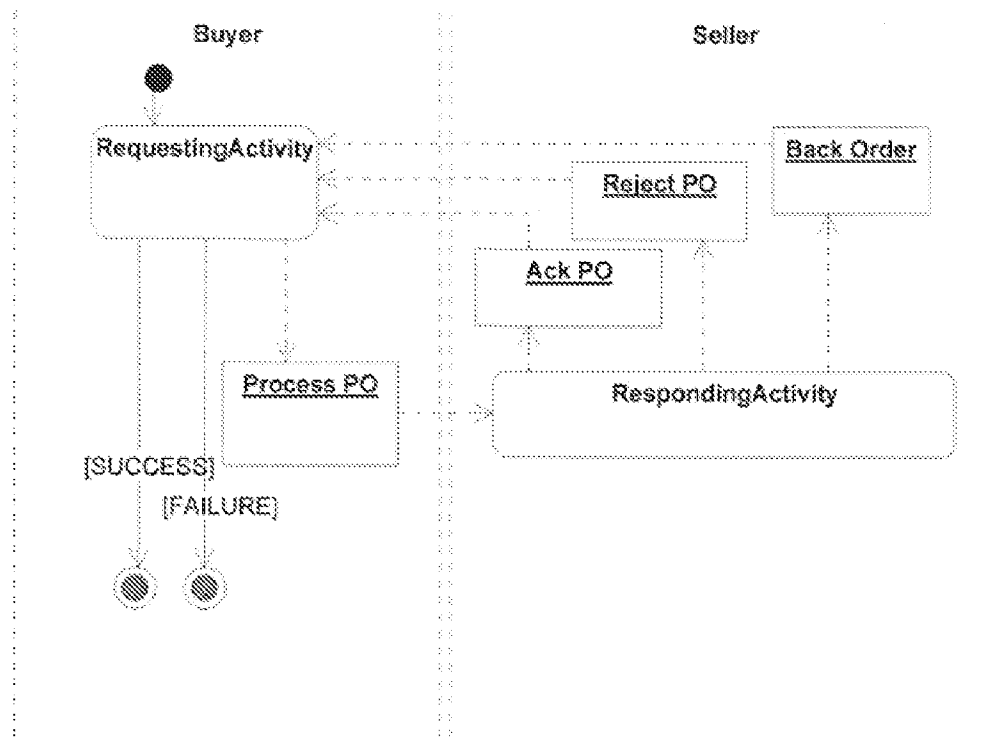 Buyer
Seller
RequestingActivity
Back Order
Reject PO
Ack PO
Process PO
RespondingActivity
[SUCCESS]
[FAILURE]